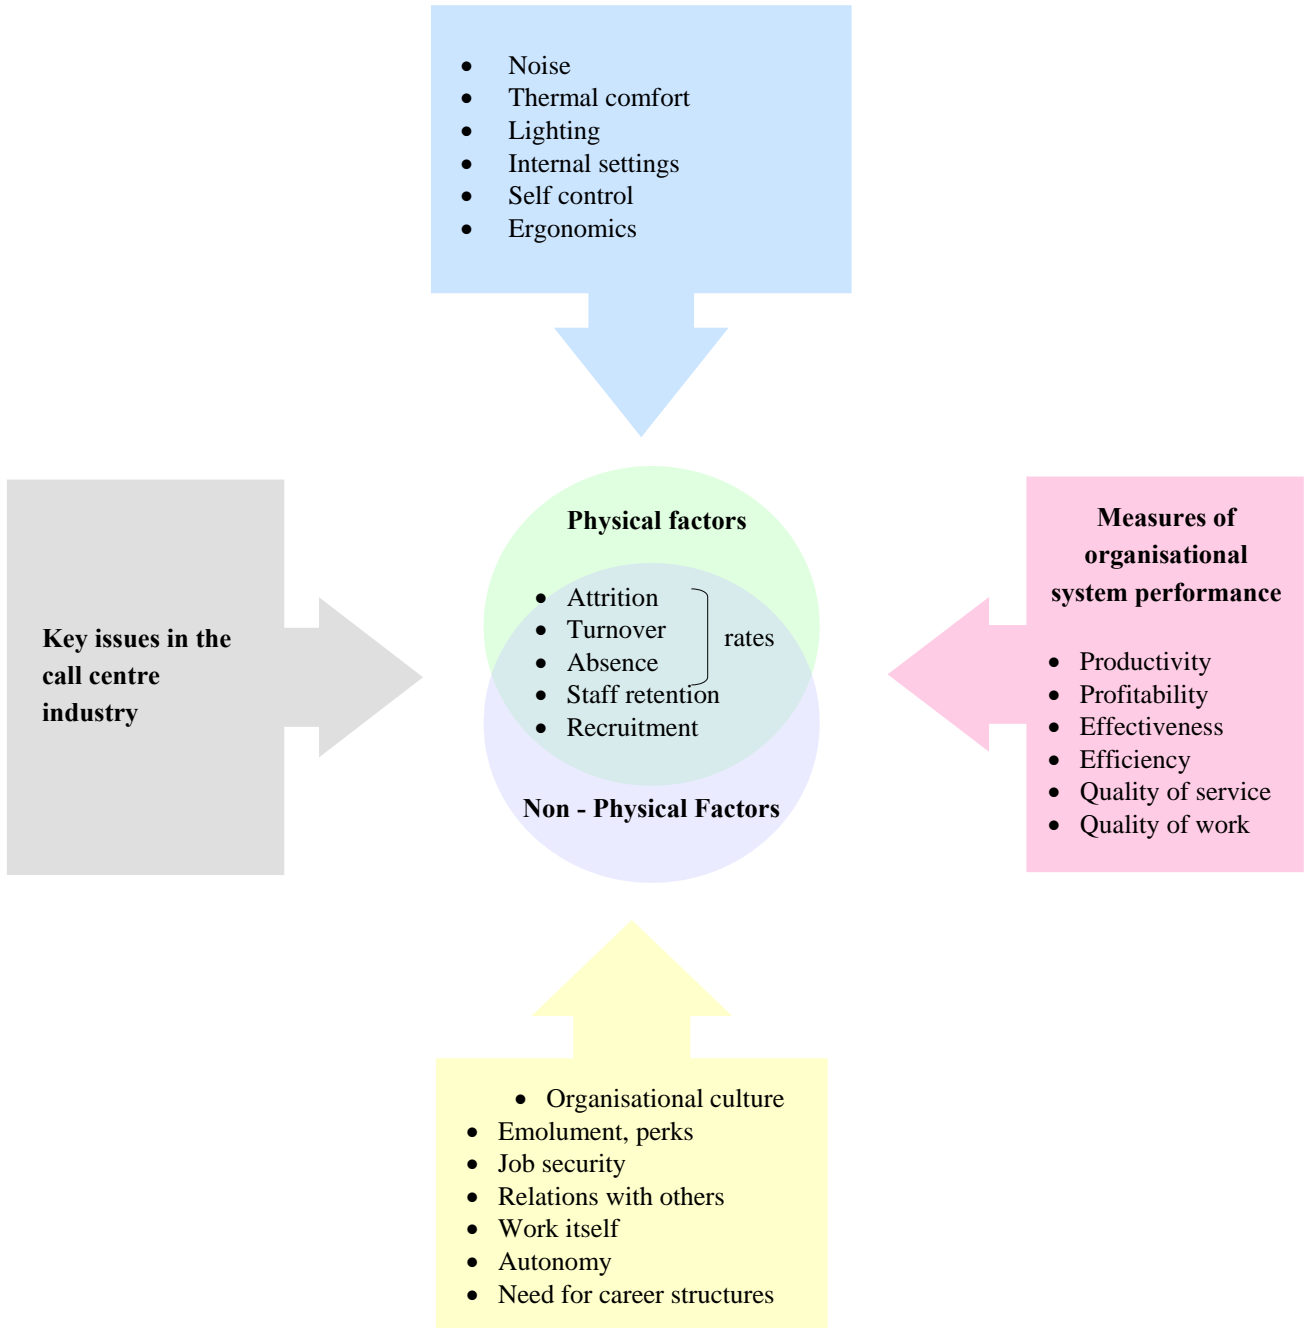 • Noise
• Thermal comfort
• Lighting
• Internal settings
• Self control
• Ergonomics
Key issues in the
call centre
industry
Physical factors
• Attrition
• Turnover
• Absence
rates
• Staff retention
• Recruitment
Non - Physical Factors
Measures of
organisational
system performance
• Productivity
• Profitability
• Effectiveness
• Efficiency
• Quality of service
• Quality of work
• Organisational culture
• Emolument, perks
• Job security
• Relations with others
• Work itself
• Autonomy
• Need for career structures